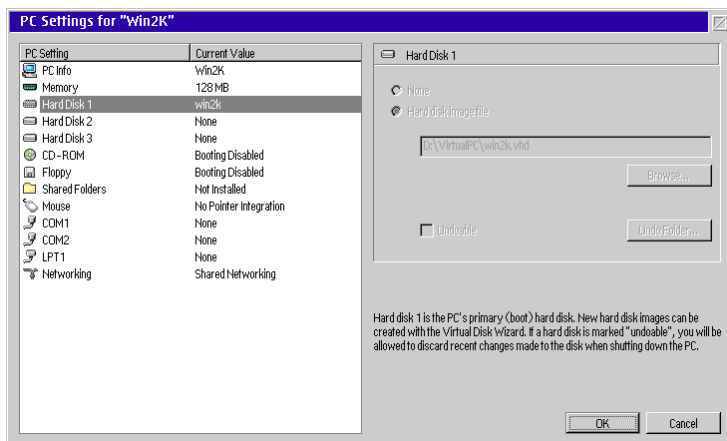 PC Settings for "Win2K"
PC Setting Current Value
PC Info Win2K
Memory 128 MB
Hard Disk 1 win2k
Hard Disk 2 None
Hard Disk 3 None
CD-ROM Booting Disabled
Floppy Booting Disabled
Shared Folders Not Installed
Mouse No Pointer Integration
COM1 None
COM2 None
LPT1 None
Networking Shared Networking
Hard Disk 1
None
Hard disk image file
D:\VirtualPC\win2k.vhd
Browse...
Undoable Undo Folder...
Hard disk 1 is the PC's primary (boot) hard disk. New hard disk images can be
created with the Virtual Disk Wizard. If a hard disk is marked "undoable", you will be
allowed to discard recent changes made to the disk when shutting down the PC.
OK Cancel